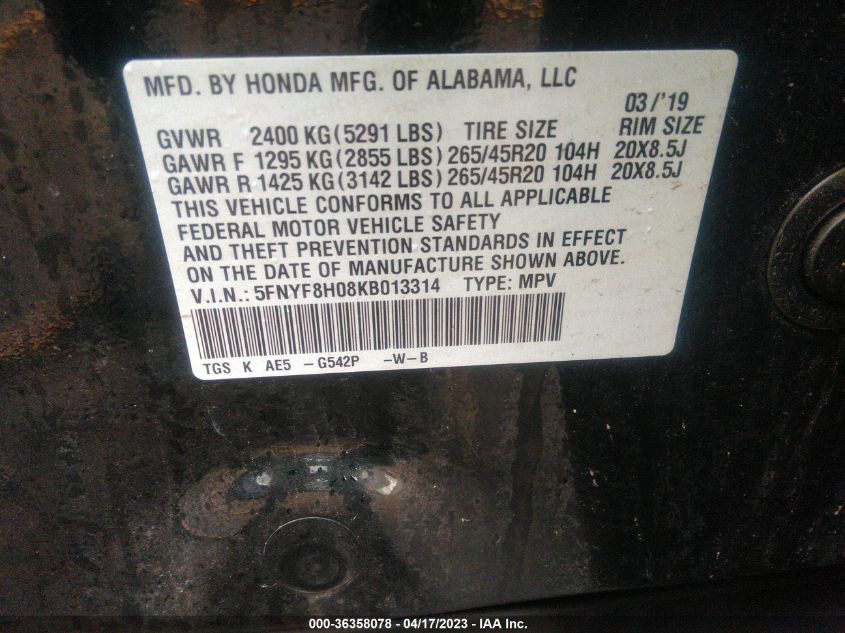 MFD. BY HONDA MFG. OF ALABAMA, LLC
03/'19
GVWR 2400 KG(5291 LBS) TIRE SIZE RIM SIZE
GAWR F 1295 KG(2855 LBS) 265/45R20 104H 20X8.5J
GAWR R 1425 KG(3142 LBS) 265/45R20 104H 20X8.5J
THIS VEHICLE CONFORMS TO ALL APPLICABLE
FEDERAL MOTOR VEHICLE SAFETY
AND THEFT PREVENTION STANDARDS IN EFFECT
ON THE DATE OF MANUFACTURE SHOWN ABOVE.
V.I.N.: 5FNYF8H08KB013314 TYPE: MPV
TGS K AE5 -G542P -W-B
000-36358078 - 04/17/2023 - IAA Inc.